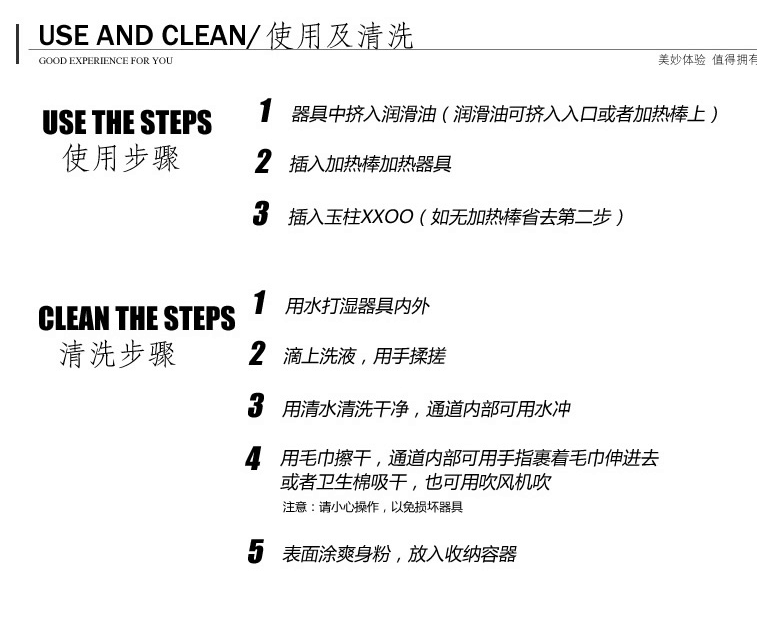 USE AND CLEAN/使用及清洗
GOOD EXPERIENCE FOR YOU
美妙体验 值得拥有
USE THE STEPS
使用步骤
1 器具中挤入润滑油（润滑油可挤入入口或者加热棒上）
2 插入加热棒加热器具
3 插入玉柱XXOO（如无加热棒省去第二步）
CLEAN THE STEPS
清洗步骤
1 用水打湿器具内外
2 滴上洗液，用手揉搓
3 用清水清洗干净，通道内部可用水冲
4 用毛巾擦干，通道内部可用手指裹着毛巾伸进去
或者卫生棉吸干，也可用吹风机吹
注意：请小心操作，以免损坏器具
5 表面涂爽身粉，放入收纳容器